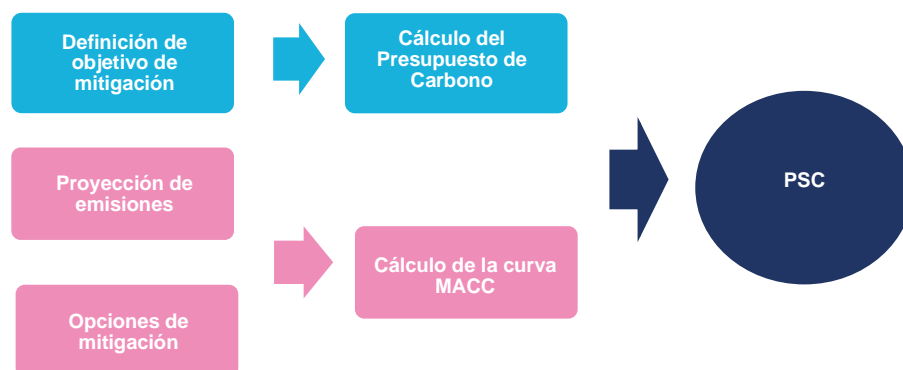 Definición de
objetivo de
mitigación
Cálculo del
Presupuesto de
Carbono
Proyección de
emisiones
Opciones de
mitigación
Cálculo de la curva
MACC
PSC